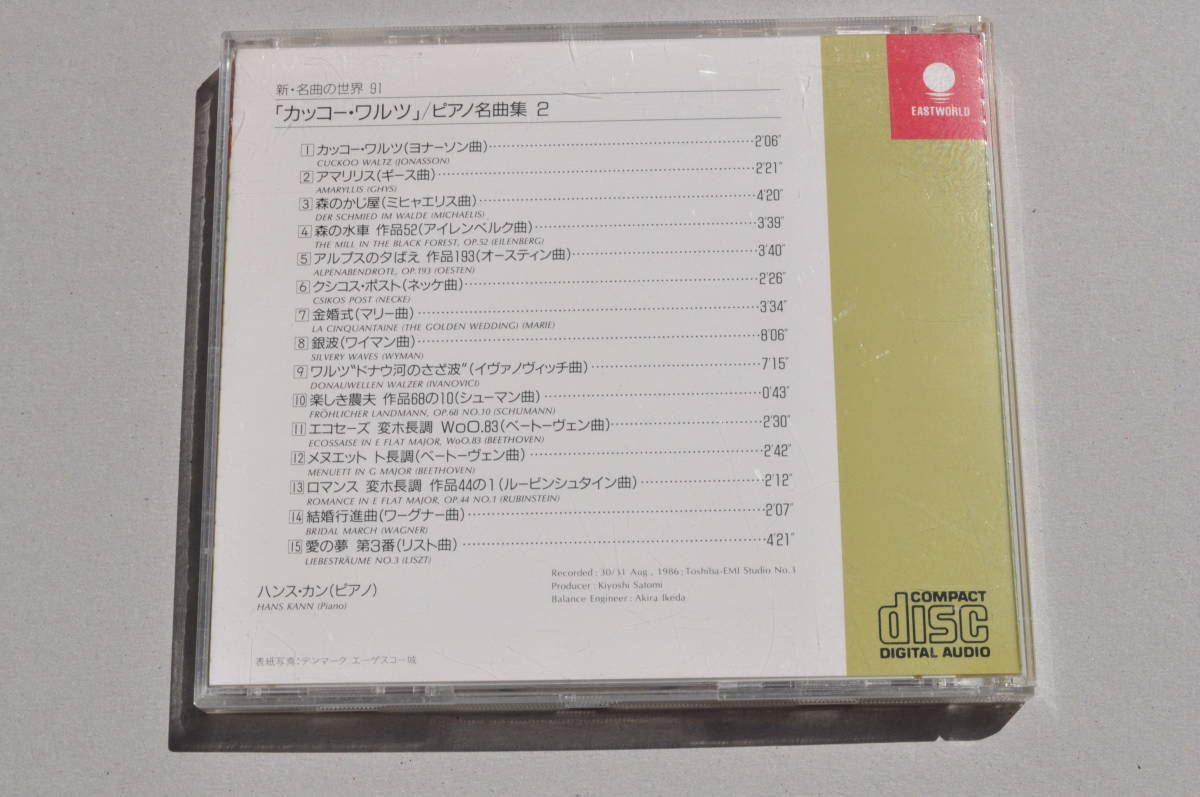 新・名曲の世界 91
「カッコー・ワルツ」/ピアノ名曲集 2
EASTWORLD
1 カッコー・ワルツ(ヨナーソン曲)……2'06"
CUCKOO WALTZ (JONASSON)
2 アマリリス(ギース曲)……2'21"
AMARYLLIS (GHYS)
3 森のかじ屋(ミヒャエリス曲)……4'20"
DER SCHMIED IM WALDE (MICHAELIS)
4 森の水車 作品52(アイレンベルク曲)……3'39"
THE MILL IN THE BLACK FOREST, OP.52 (EILENBERG)
5 アルプスの夕ばえ 作品193(オースティン曲)……3'40"
ALPENABENDROTE, OP.193 (OESTEN)
6 クシコス・ポスト(ネッケ曲)……2'26"
CSIKOS POST (NECKE)
7 金婚式(マリー曲)……3'34"
LA CINQUANTAINE (THE GOLDEN WEDDING) (MARIE)
8 銀波(ワイマン曲)……8'06"
SILVERY WAVES (WYMAN)
9 ワルツ"ドナウ河のさざ波"(イヴァノヴィッチ曲)……7'15"
DONAUWELLEN WALZER (IVANOVICI)
10 楽しき農夫 作品68の10(シューマン曲)……0'43"
FRÖHLICHER LANDMANN, OP.68 NO.10 (SCHUMANN)
11 エコセーズ 変ホ長調 WoO.83(ベートーヴェン曲)……2'30"
ECOSSAISE IN E FLAT MAJOR, WoO.83 (BEETHOVEN)
12 メヌエット ト長調(ベートーヴェン曲)……2'42"
MENUETT IN G MAJOR (BEETHOVEN)
13 ロマンス 変ホ長調 作品44の1(ルービンシュタイン曲)……2'12"
ROMANCE IN E FLAT MAJOR, OP.44 NO.1 (RUBINSTEIN)
14 結婚行進曲(ワーグナー曲)……2'07"
BRIDAL MARCH (WAGNER)
15 愛の夢 第3番(リスト曲)……4'21"
LIEBESTRÄUME NO.3 (LISZT)
ハンス・カン(ピアノ)
HANS KANN (Piano)
Recorded : 30/31 Aug., 1986 ; Toshiba-EMI Studio No.3
Producer : Kiyoshi Satomi
Balance Engineer : Akira Ikeda
表紙写真：デンマーク エーゲスコー城
COMPACT
disc
DIGITAL AUDIO